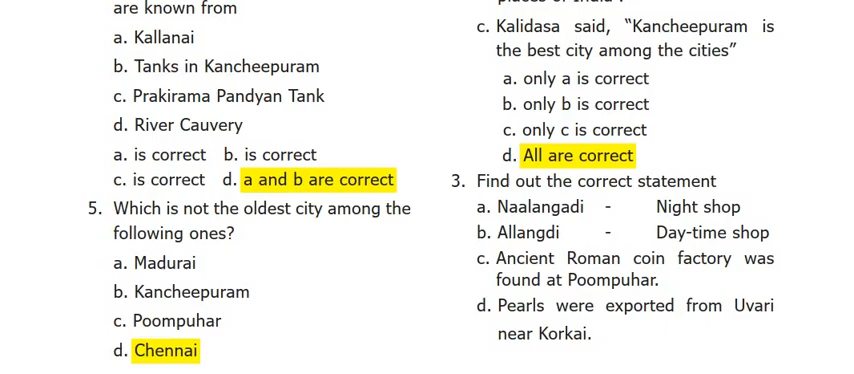 are known from
a. Kallanai
b. Tanks in Kancheepuram
c. Prakirama Pandyan Tank
d. River Cauvery
a. is correct b. is correct
c. is correct d. a and b are correct
5. Which is not the oldest city among the
following ones?
a. Madurai
b. Kancheepuram
c. Poompuhar
d. Chennai
c. Kalidasa said, “Kancheepuram is
the best city among the cities”
a. only a is correct
b. only b is correct
c. only c is correct
d. All are correct
3. Find out the correct statement
a. Naalangadi - Night shop
b. Allangdi - Day-time shop
c. Ancient Roman coin factory was
found at Poompuhar.
d. Pearls were exported from Uvari
near Korkai.